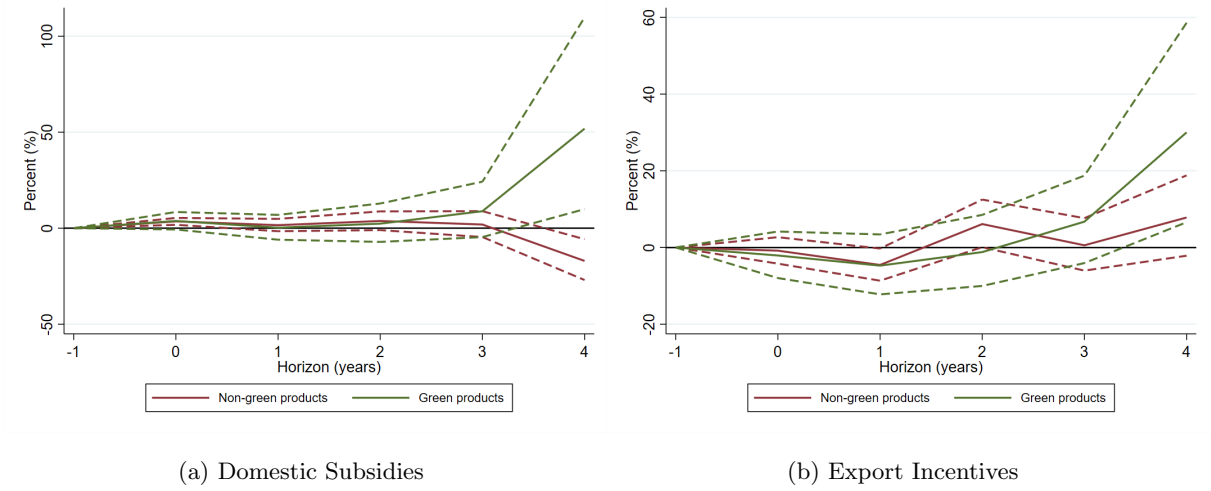 Percent (%)
100
50
0
-50
-1 0 1 2 3 4
Horizon (years)
Non-green products Green products
(a) Domestic Subsidies
Percent (%)
60
40
20
0
-20
-1 0 1 2 3 4
Horizon (years)
Non-green products Green products
(b) Export Incentives